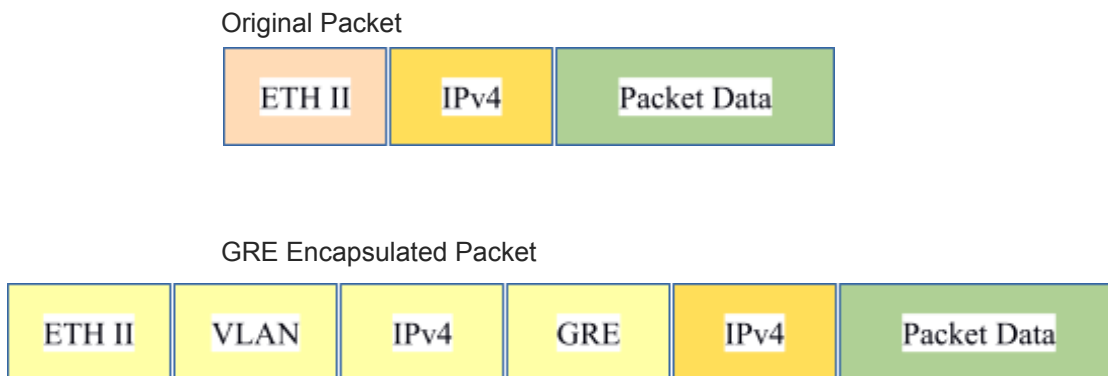 Original Packet
ETH II IPv4 Packet Data
GRE Encapsulated Packet
ETH II VLAN IPv4 GRE IPv4 Packet Data